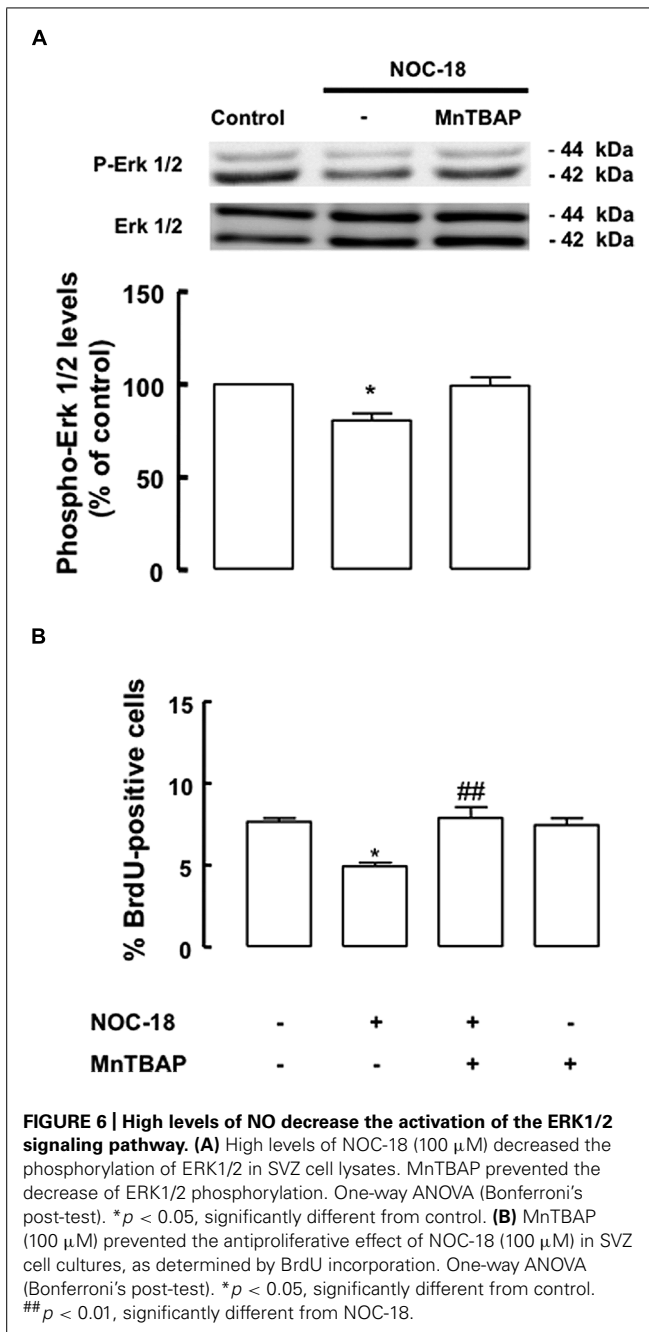 A
NOC-18
Control - MnTBAP
P-Erk 1/2 - 44 kDa
- 42 kDa
Erk 1/2 - 44 kDa
- 42 kDa
Phospho-Erk 1/2 levels
(% of control)
150
100
50
0
*
B
% BrdU-positive cells
15
10
5
0
*
##
NOC-18 - + + -
MnTBAP - - + +
FIGURE 6 | High levels of NO decrease the activation of the ERK1/2
signaling pathway. (A) High levels of NOC-18 (100 μM) decreased the
phosphorylation of ERK1/2 in SVZ cell lysates. MnTBAP prevented the
decrease of ERK1/2 phosphorylation. One-way ANOVA (Bonferroni's
post-test). *p < 0.05, significantly different from control. (B) MnTBAP
(100 μM) prevented the antiproliferative effect of NOC-18 (100 μM) in SVZ
cell cultures, as determined by BrdU incorporation. One-way ANOVA
(Bonferroni's post-test). *p < 0.05, significantly different from control.
##p < 0.01, significantly different from NOC-18.